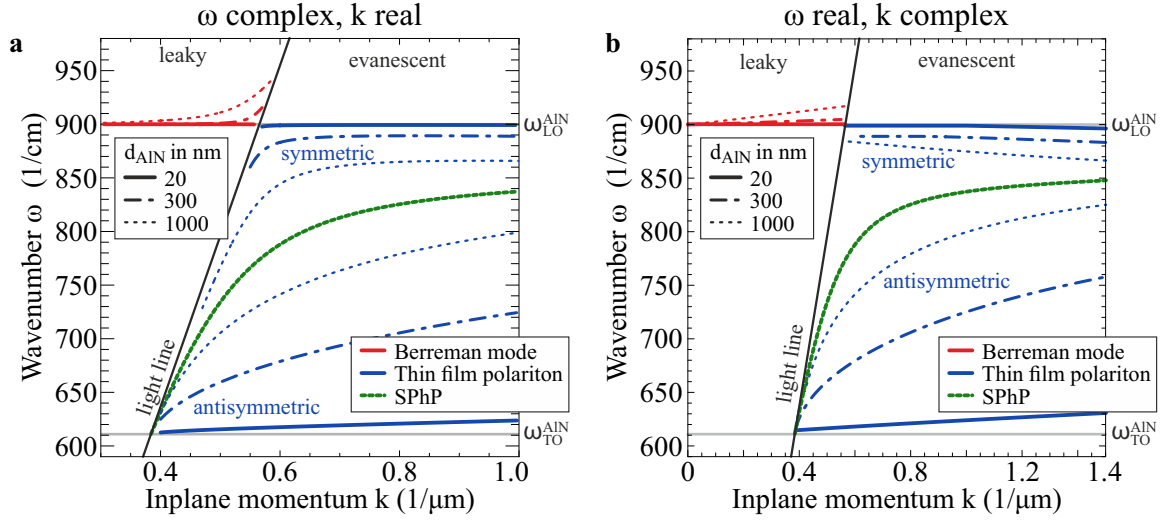 ω complex, k real
a
leaky
evanescent
950
900
850
800
750
700
650
600
ω_LO^AlN
d_AlN in nm
20
300
1000
symmetric
light line
antisymmetric
Berreman mode
Thin film polariton
SPhP
ω_TO^AlN
0.4
0.6
0.8
1.0
Wavenumber ω (1/cm)
Inplane momentum k (1/μm)
ω real, k complex
b
leaky
evanescent
950
900
850
800
750
700
650
600
ω_LO^AlN
d_AlN in nm
20
300
1000
symmetric
antisymmetric
light line
Berreman mode
Thin film polariton
SPhP
ω_TO^AlN
0
0.4
0.8
1.2
1.4
Wavenumber ω (1/cm)
Inplane momentum k (1/μm)